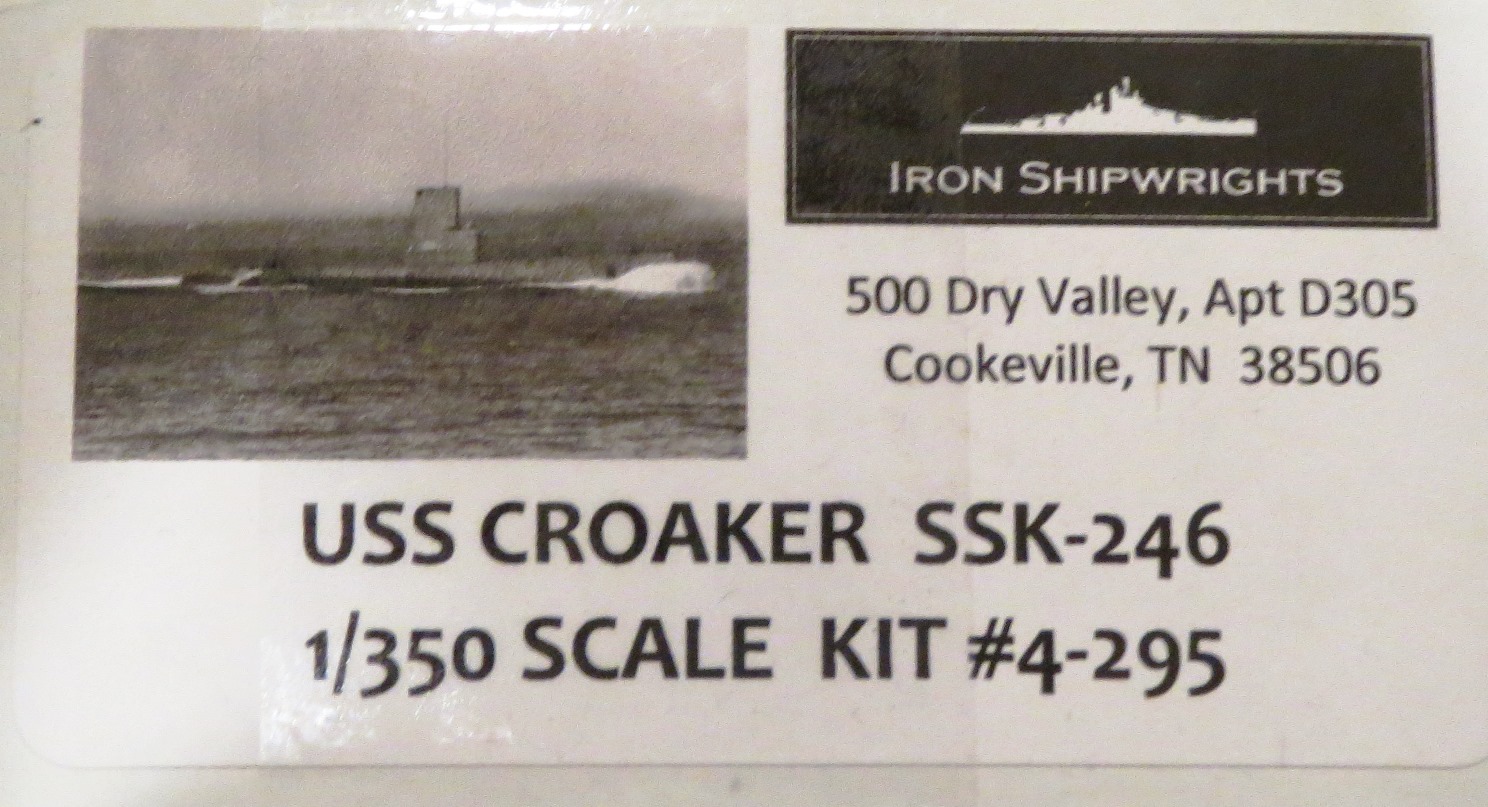 IRON SHIPWRIGHTS
500 Dry Valley, Apt D305
Cookeville, TN 38506
USS CROAKER SSK-246
1/350 SCALE KIT #4-295